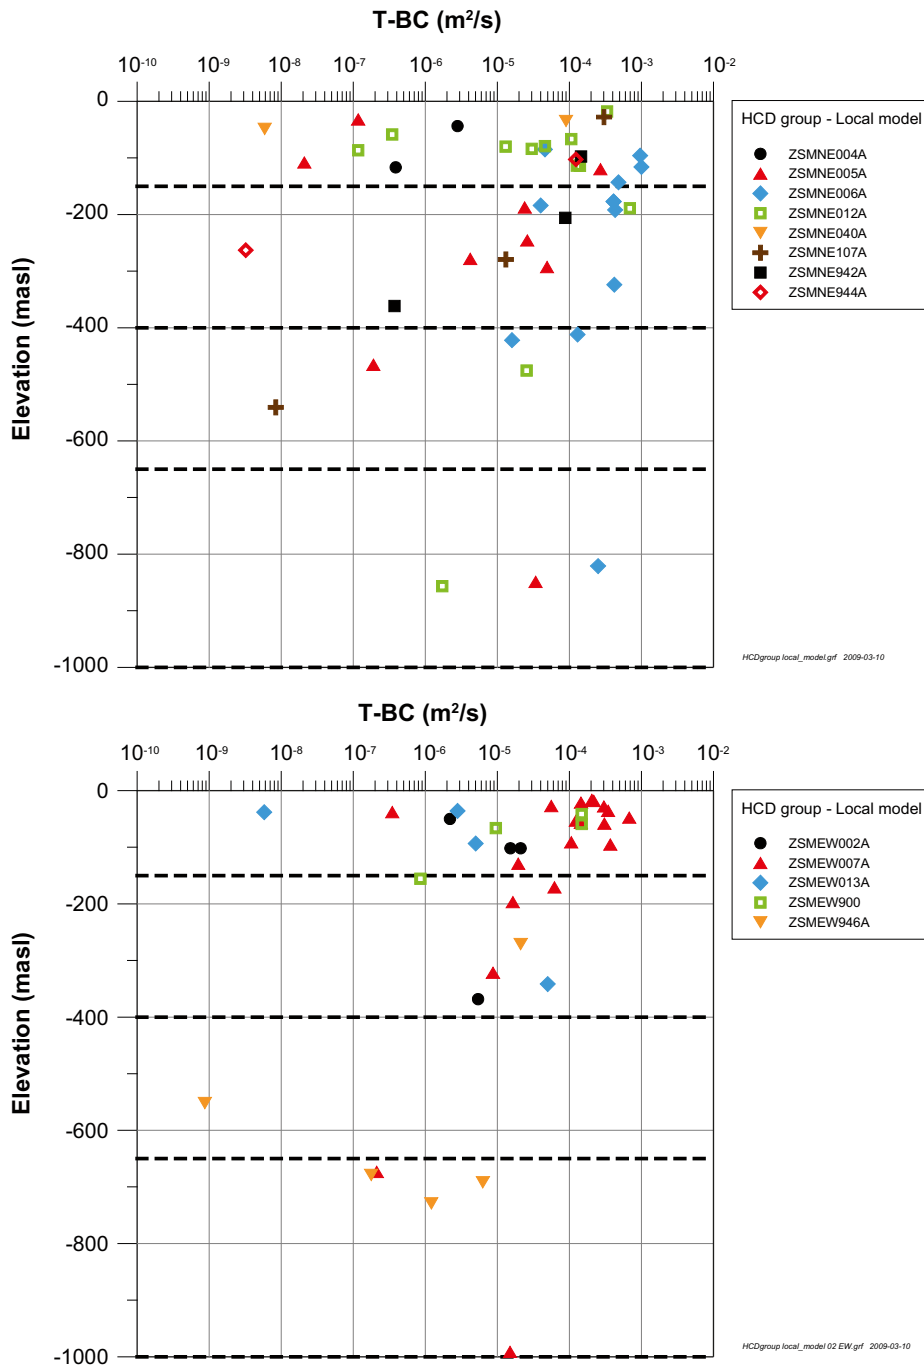 T-BC (m²/s)
10⁻¹⁰ 10⁻⁹ 10⁻⁸ 10⁻⁷ 10⁻⁶ 10⁻⁵ 10⁻⁴ 10⁻³ 10⁻²
Elevation (masl)
0
-200
-400
-600
-800
-1000
HCD group - Local model
ZSMNE004A
ZSMNE005A
ZSMNE006A
ZSMNE012A
ZSMNE040A
ZSMNE107A
ZSMNE942A
ZSMNE944A
HCDgroup local_model.grf 2009-03-10
T-BC (m²/s)
10⁻¹⁰ 10⁻⁹ 10⁻⁸ 10⁻⁷ 10⁻⁶ 10⁻⁵ 10⁻⁴ 10⁻³ 10⁻²
Elevation (masl)
0
-200
-400
-600
-800
-1000
HCD group - Local model
ZSMEW002A
ZSMEW007A
ZSMEW013A
ZSMEW900
ZSMEW946A
HCDgroup local_model 02 EW.grf 2009-03-10